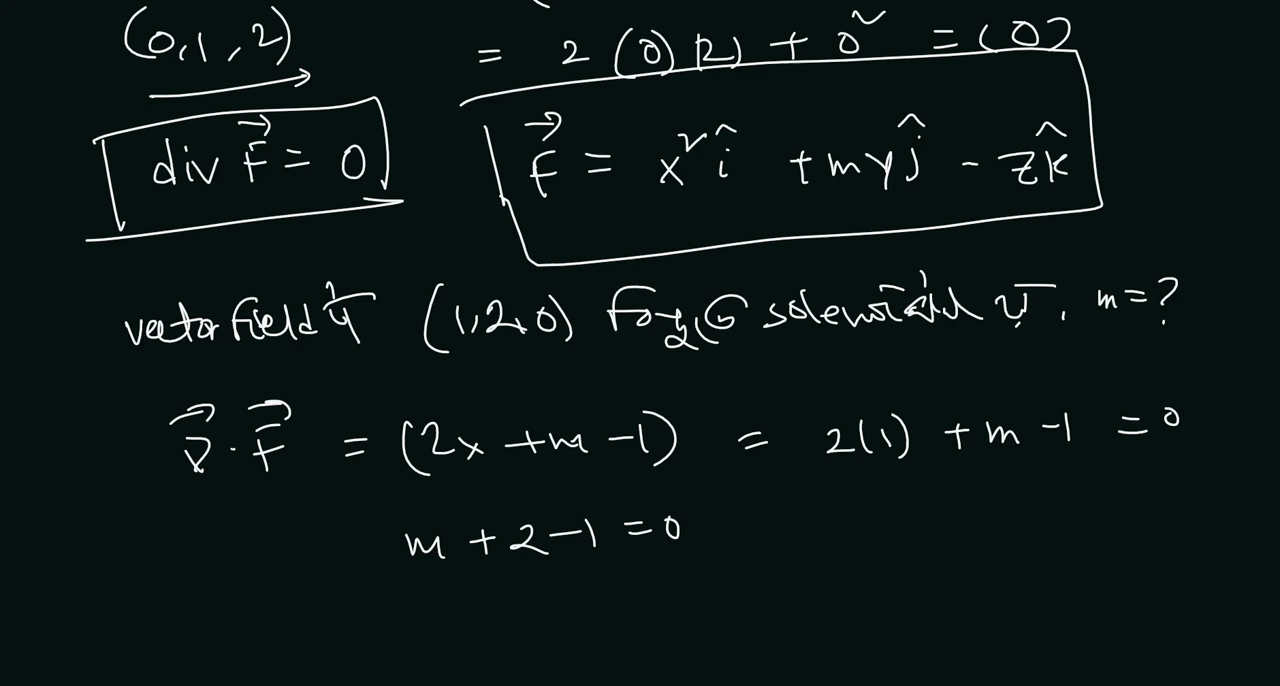 (0,1,2) = 2(0)(2) + 0² = (0)
div F⃗ = 0 F⃗ = x² î + my ĵ - z k̂
vector field (1,2,0) solenoidal m = ?
∇⃗ · F⃗ = (2x + m - 1) = 2(1) + m - 1 = 0
m + 2 - 1 = 0